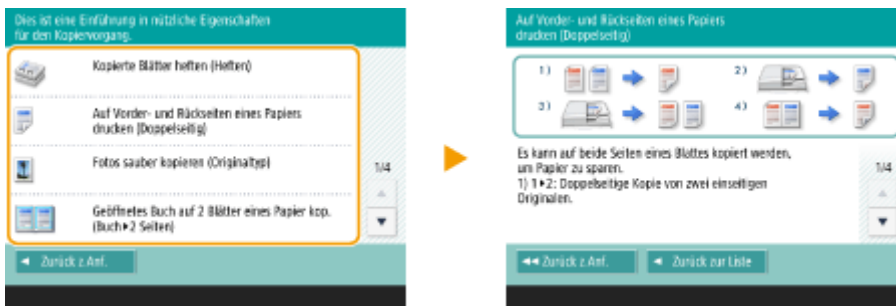 Dies ist eine Einführung in nützliche Eigenschaften
für den Kopiervorgang.
Kopierte Blätter heften (Heften)
Auf Vorder- und Rückseiten eines Papiers
drucken (Doppelseitig)
Fotos sauber kopieren (Originaltyp)
Geöffnetes Buch auf 2 Blätter eines Papier kop.
(Buch▸2 Seiten)
1/4
Zurück z.Anf.
Auf Vorder- und Rückseiten eines Papiers
drucken (Doppelseitig)
1) 2)
3) 4)
Es kann auf beide Seiten eines Blattes kopiert werden,
um Papier zu sparen.
1) 1▸2: Doppelseitige Kopie von zwei einseitigen
Originalen.
1/4
Zurück z.Anf.
Zurück zur Liste